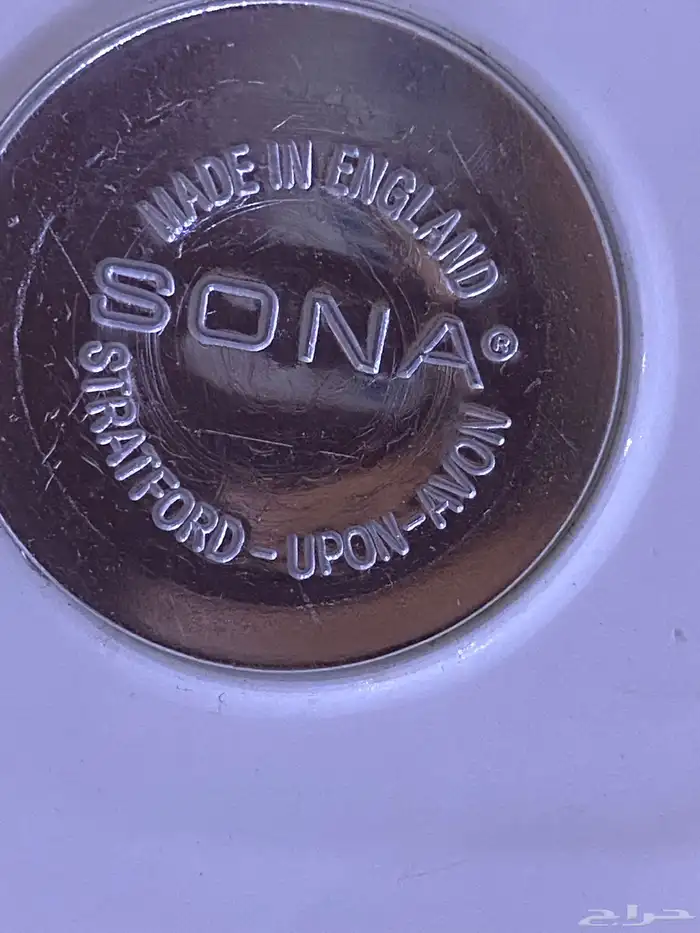 MADE IN ENGLAND
SONA®
STRATFORD-UPON-AVON
حراج